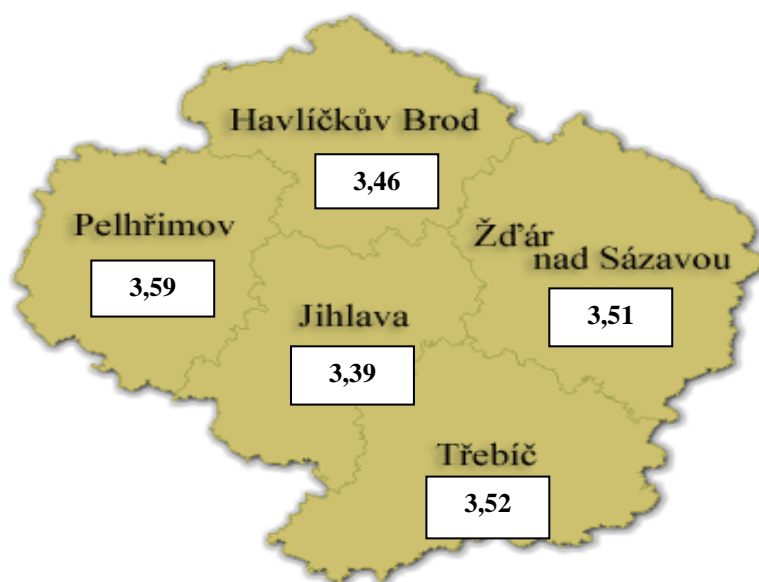 Havlíčkův Brod
3,46
Pelhřimov
3,59
Žďár
nad Sázavou
3,51
Jihlava
3,39
Třebíč
3,52